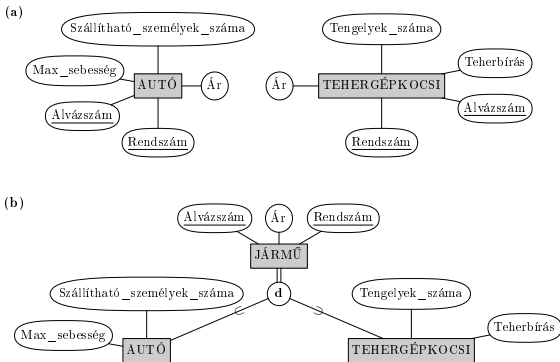 (a)
Szállítható_személyek_száma
Tengelyek_száma
Max_sebesség
Teherbírás
AUTÓ
Ár
Ár
TEHERGÉPKOCSI
Alvázszám
Alvázszám
Rendszám
Rendszám
(b)
Alvázszám
Ár
Rendszám
JÁRMŰ
Szállítható_személyek_száma
d
Tengelyek_száma
Max_sebesség
Teherbírás
AUTÓ
TEHERGÉPKOCSI